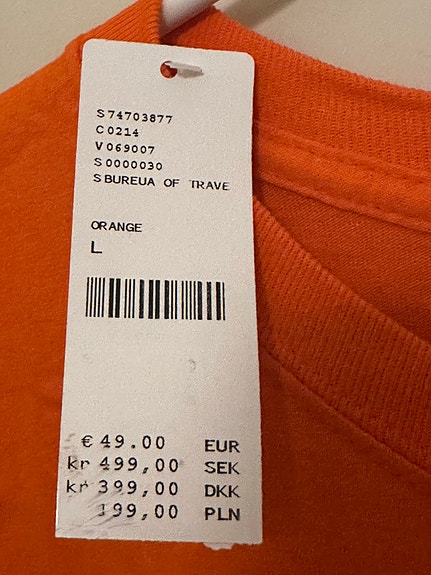 S74703877
C0214
V069007
S0000030
SBUREUA OF TRAVE
ORANGE
L
€ 49.00 EUR
kr 499,00 SEK
kr 399,00 DKK
199,00 PLN